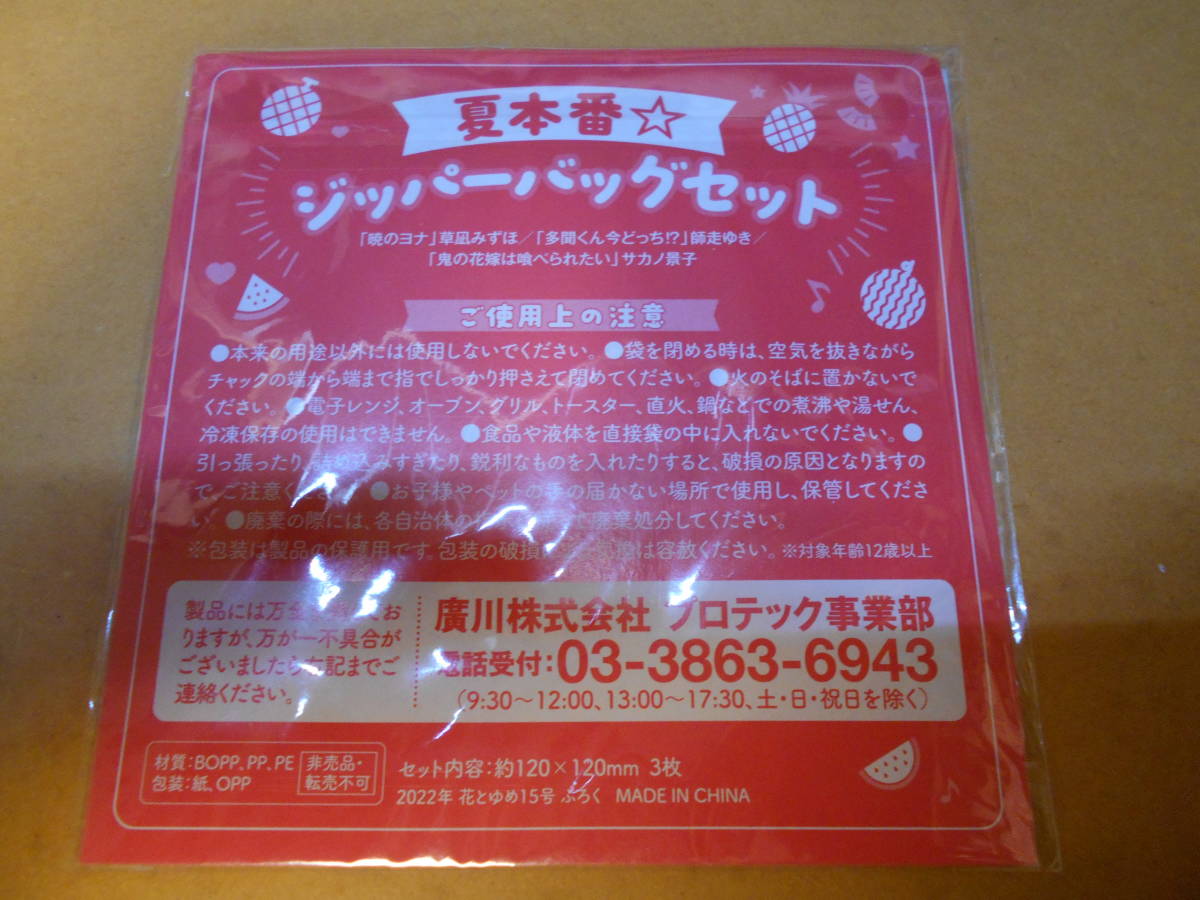 夏本番☆
ジッパーバッグセット
「暁のヨナ」草凪みずほ／「多聞くん今どっち!?」師走ゆき／
「鬼の花嫁は喰べられたい」サカノ景子
ご使用上の注意
●本来の用途以外には使用しないでください。●袋を閉める時は、空気を抜きながら
チャックの端から端まで指でしっかり押さえて閉めてください。●火のそばに置かないで
ください。●電子レンジ、オーブン、グリル、トースター、直火、鍋などでの煮沸や湯せん、
冷凍保存の使用はできません。●食品や液体を直接袋の中に入れないでください。●
引っ張ったり、詰め込みすぎたり、鋭利なものを入れたりすると、破損の原因となりますの
で、ご注意ください。●お子様やペットの手の届かない場所で使用し、保管してくださ
い。●廃棄の際には、各自治体の て廃棄処分してください。
※包装は製品の保護用です。包装の破損 は容赦ください。※対象年齢12歳以上
製品には万全 お
りますが、万が一不具合が
ございましたら右記までご
連絡ください。
廣川株式会社 プロテック事業部
電話受付：03-3863-6943
（9:30～12:00、13:00～17:30、土・日・祝日を除く）
材質：BOPP、PP、PE
包装：紙、OPP
非売品・
転売不可
セット内容：約120×120mm 3枚
2022年 花とゆめ15号 ふろく MADE IN CHINA